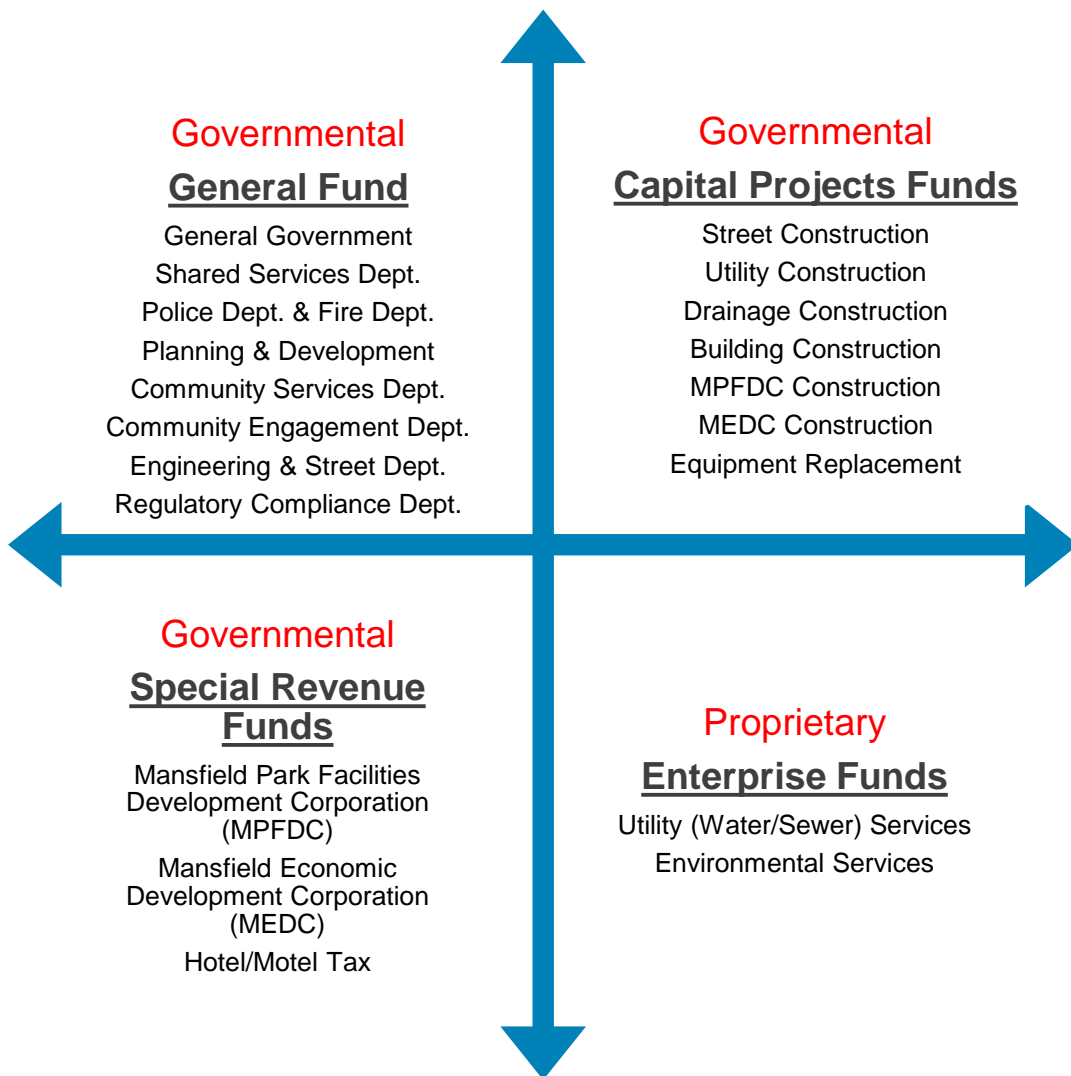 Governmental
General Fund
General Government
Shared Services Dept.
Police Dept. & Fire Dept.
Planning & Development
Community Services Dept.
Community Engagement Dept.
Engineering & Street Dept.
Regulatory Compliance Dept.
Governmental
Capital Projects Funds
Street Construction
Utility Construction
Drainage Construction
Building Construction
MPFDC Construction
MEDC Construction
Equipment Replacement
Governmental
Special Revenue
Funds
Mansfield Park Facilities
Development Corporation
(MPFDC)
Mansfield Economic
Development Corporation
(MEDC)
Hotel/Motel Tax
Proprietary
Enterprise Funds
Utility (Water/Sewer) Services
Environmental Services